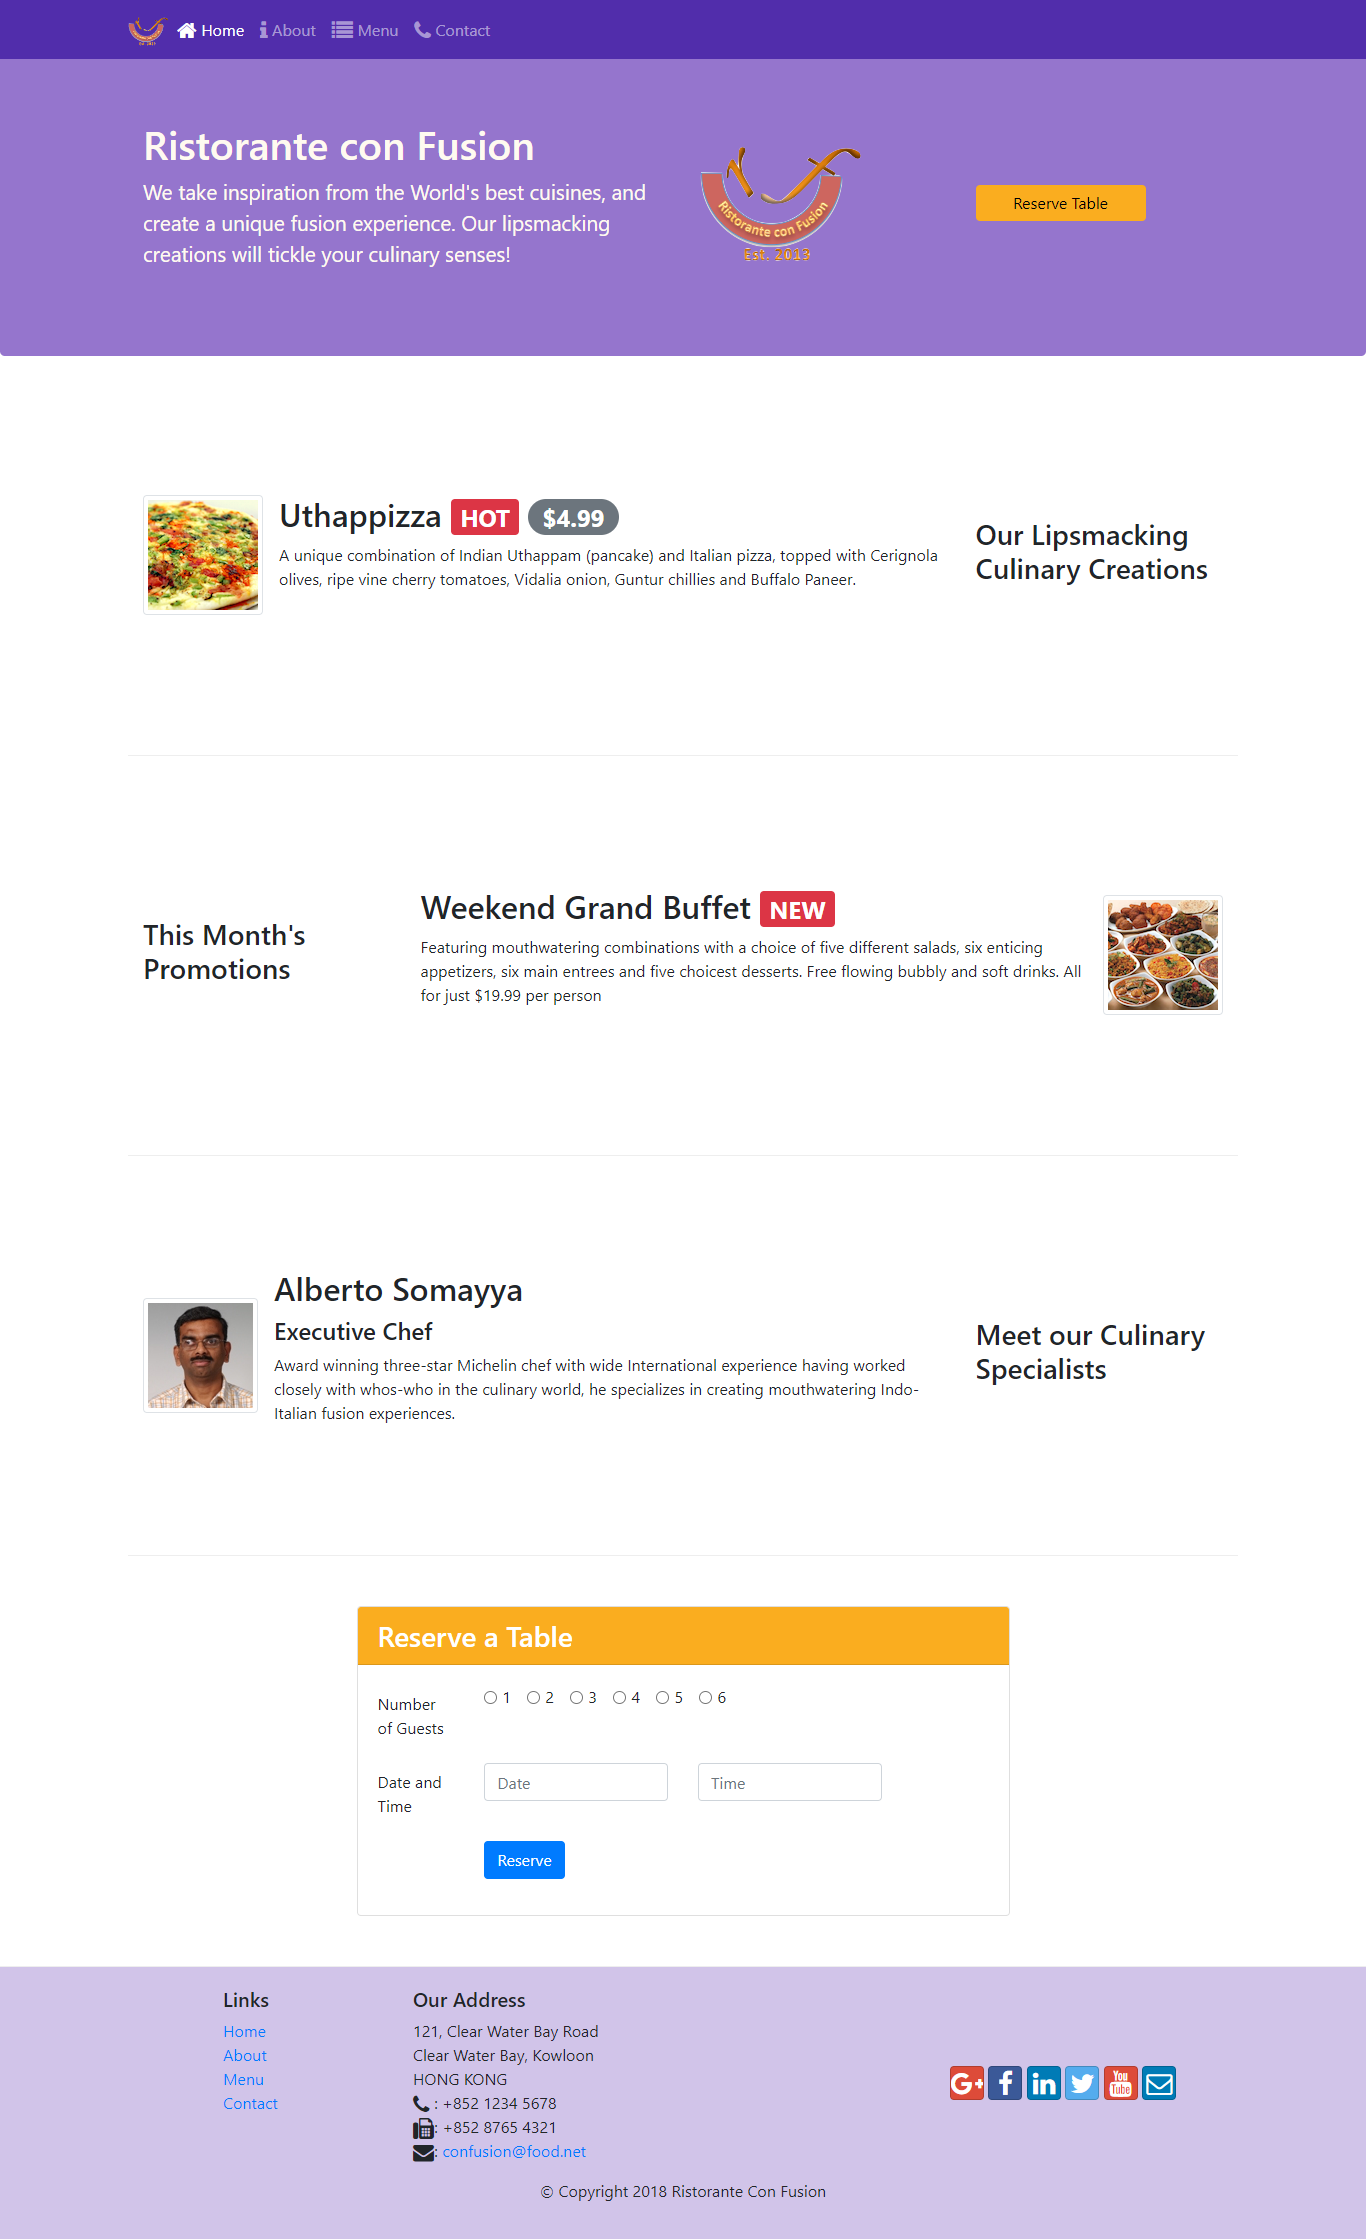 Home About Menu Contact
Ristorante con Fusion
We take inspiration from the World's best cuisines, and
create a unique fusion experience. Our lipsmacking
creations will tickle your culinary senses!
Ristorante con Fusion
Est. 2019
Reserve Table
Uthappizza HOT $4.99
A unique combination of Indian Uthappam (pancake) and Italian pizza, topped with Cerignola
olives, ripe vine cherry tomatoes, Vidalia onion, Guntur chillies and Buffalo Paneer.
Our Lipsmacking
Culinary Creations
This Month's
Promotions
Weekend Grand Buffet NEW
Featuring mouthwatering combinations with a choice of five different salads, six enticing
appetizers, six main entrees and five choicest desserts. Free flowing bubbly and soft drinks. All
for just $19.99 per person
Alberto Somayya
Executive Chef
Award winning three-star Michelin chef with wide International experience having worked
closely with whos-who in the culinary world, he specializes in creating mouthwatering Indo-
Italian fusion experiences.
Meet our Culinary
Specialists
Reserve a Table
Number
of Guests
1 2 3 4 5 6
Date and
Time
Date
Time
Reserve
Links
Home
About
Menu
Contact
Our Address
121, Clear Water Bay Road
Clear Water Bay, Kowloon
HONG KONG
: +852 1234 5678
: +852 8765 4321
: confusion@food.net
G+ f in You Tube
© Copyright 2018 Ristorante Con Fusion